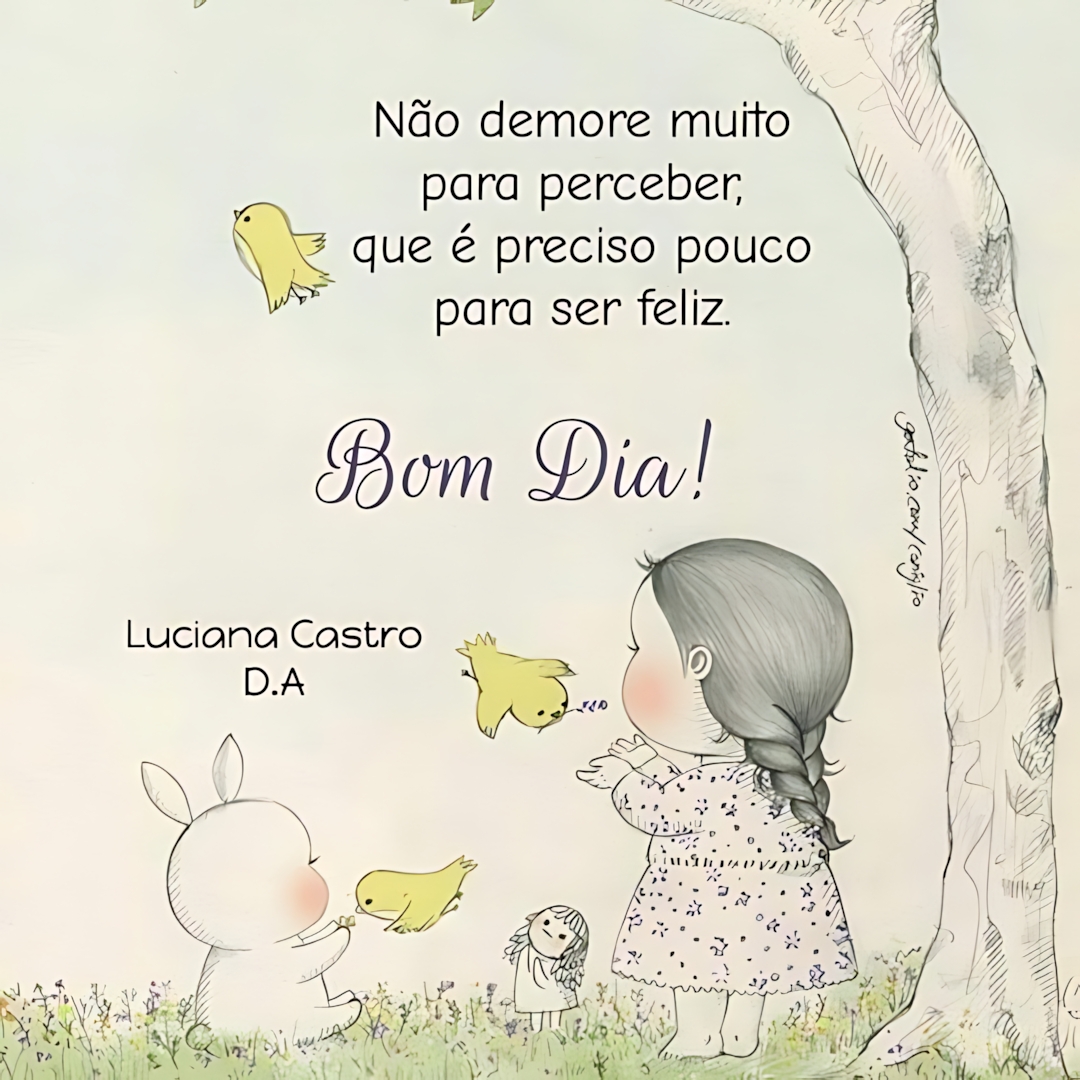 Não demore muito
para perceber,
que é preciso pouco
para ser feliz.
Bom Dia!
Luciana Castro
D.A